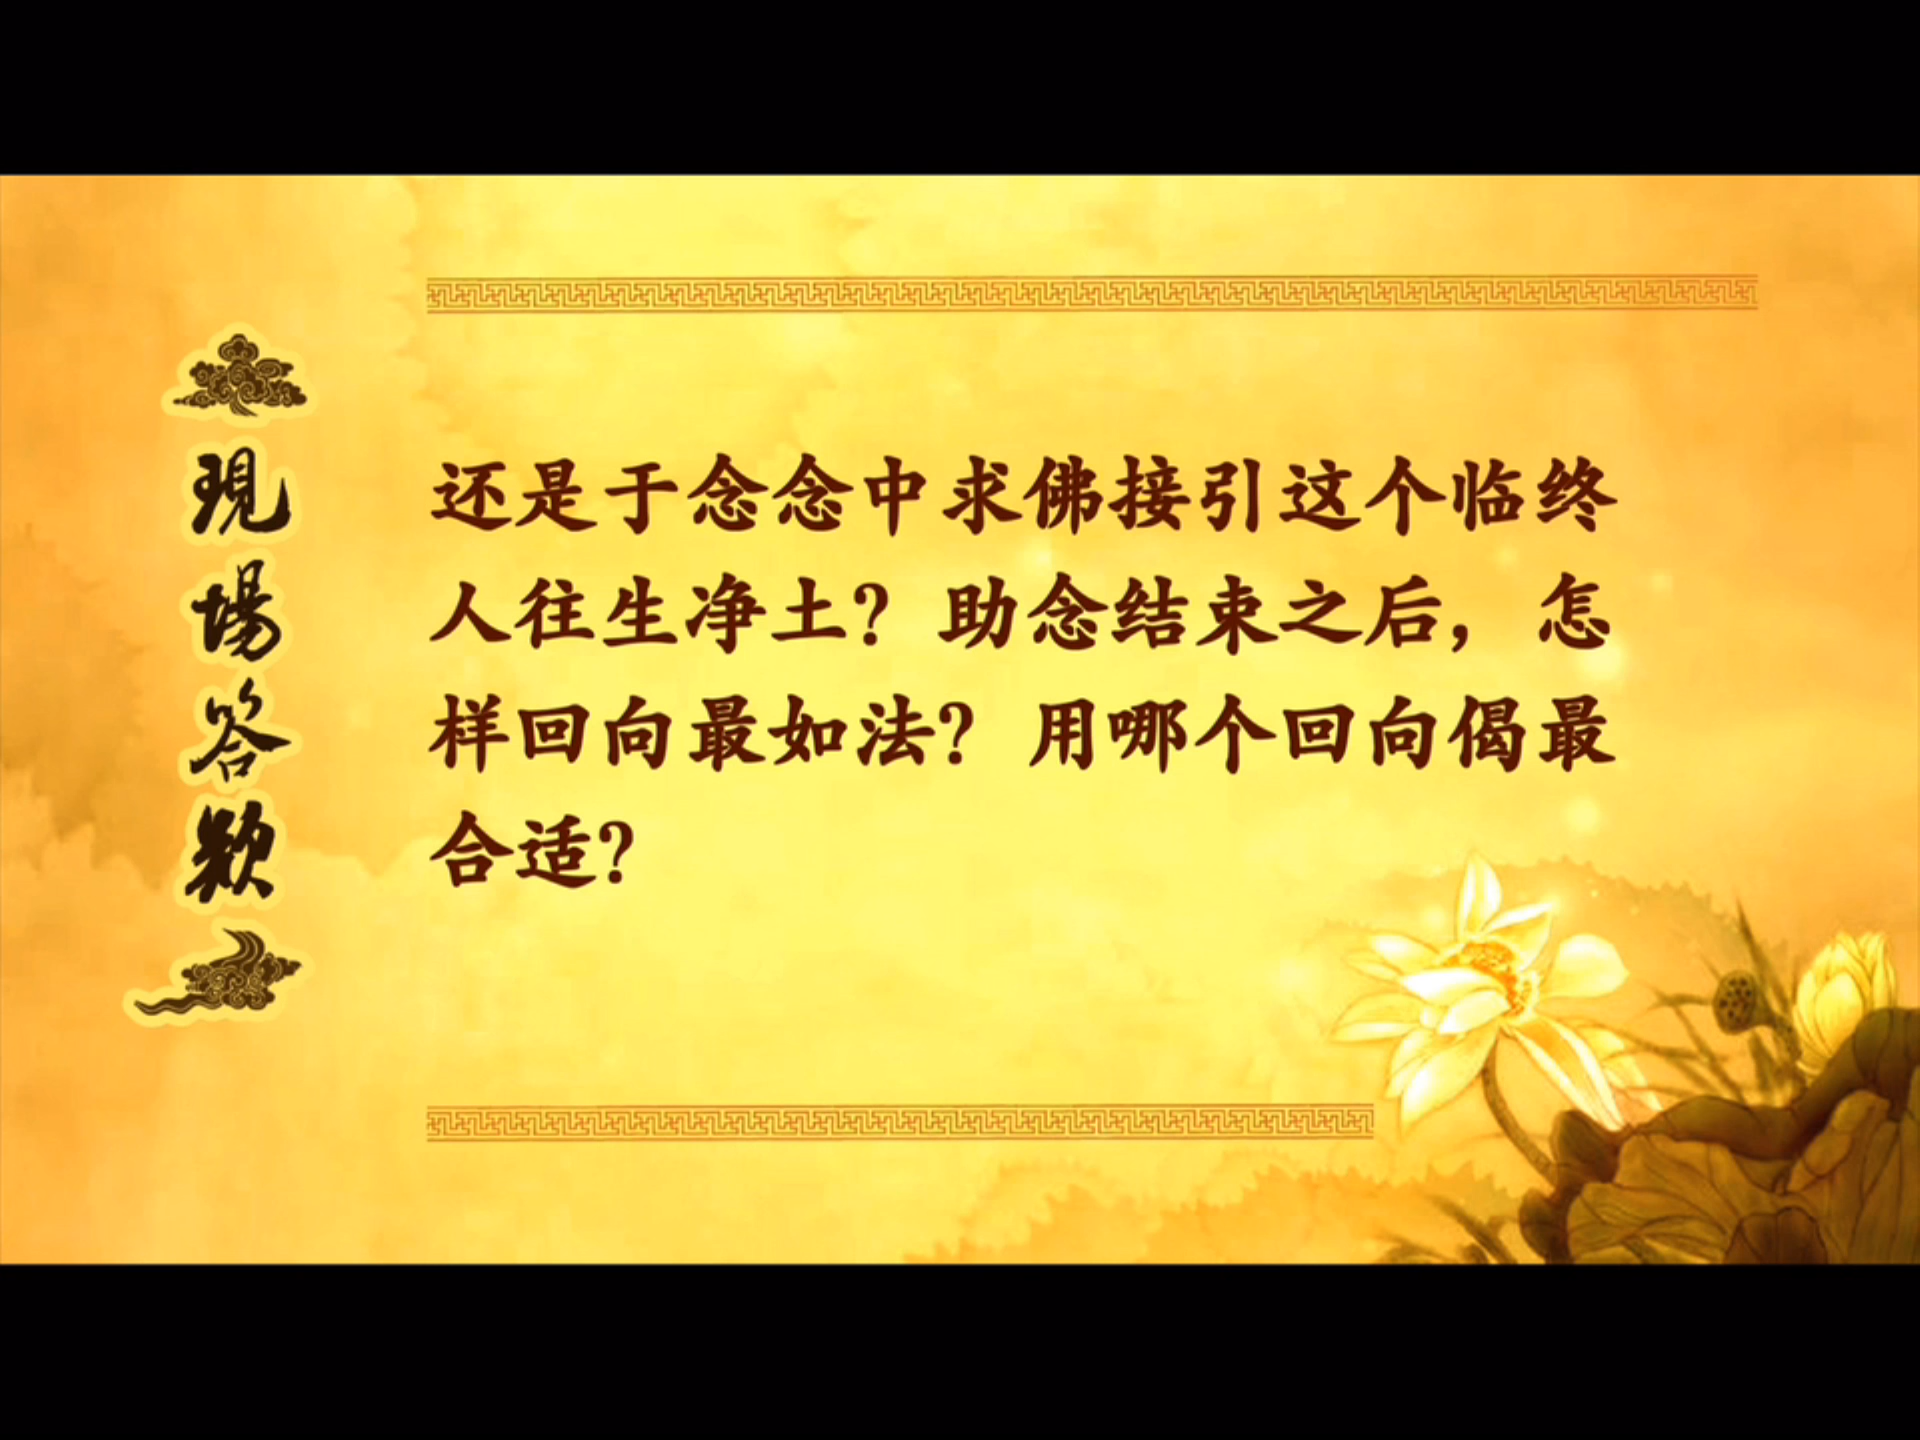 現場答疑
还是于念念中求佛接引这个临终
人往生净土？助念结束之后，怎
样回向最如法？用哪个回向偈最
合适？